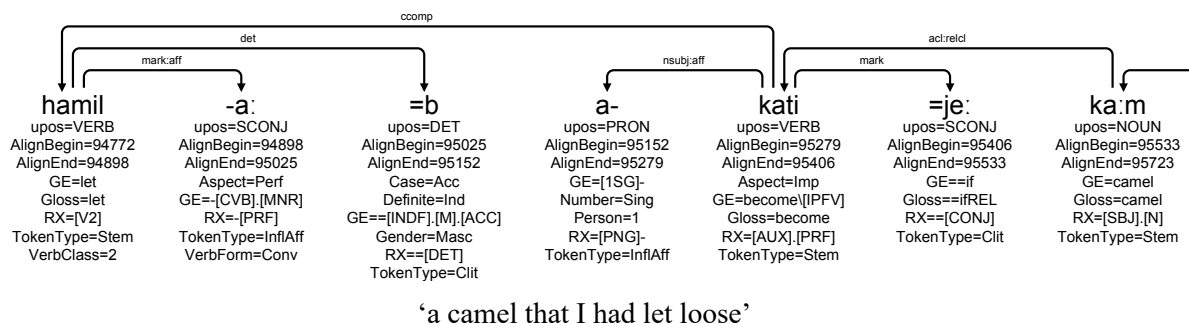 ccomp
det
acl:relcl
mark:aff
nsubj:aff
mark
hamil -a: =b a- kati =je: ka:m
upos=VERB upos=SCONJ upos=DET upos=PRON upos=VERB upos=SCONJ upos=NOUN
AlignBegin=94772 AlignBegin=94898 AlignBegin=95025 AlignBegin=95152 AlignBegin=95279 AlignBegin=95406 AlignBegin=95533
AlignEnd=94898 AlignEnd=95025 AlignEnd=95152 AlignEnd=95279 AlignEnd=95406 AlignEnd=95533 AlignEnd=95723
GE=let Aspect=Perf Case=Acc GE=[1SG]- Aspect=Imp GE==if GE=camel
Gloss=let GE=-[CVB].[MNR] Definite=Ind Number=Sing GE=become\[IPFV] Gloss==ifREL Gloss=camel
RX=[V2] RX=-[PRF] GE==[INDF].[M].[ACC] Person=1 Gloss=become RX==[CONJ] RX=[SBJ].[N]
TokenType=Stem TokenType=InflAff Gender=Masc RX=[PNG]- RX=[AUX].[PRF] TokenType=Clit TokenType=Stem
VerbClass=2 VerbForm=Conv RX==[DET] TokenType=InflAff TokenType=Stem
TokenType=Clit
‘a camel that I had let loose’